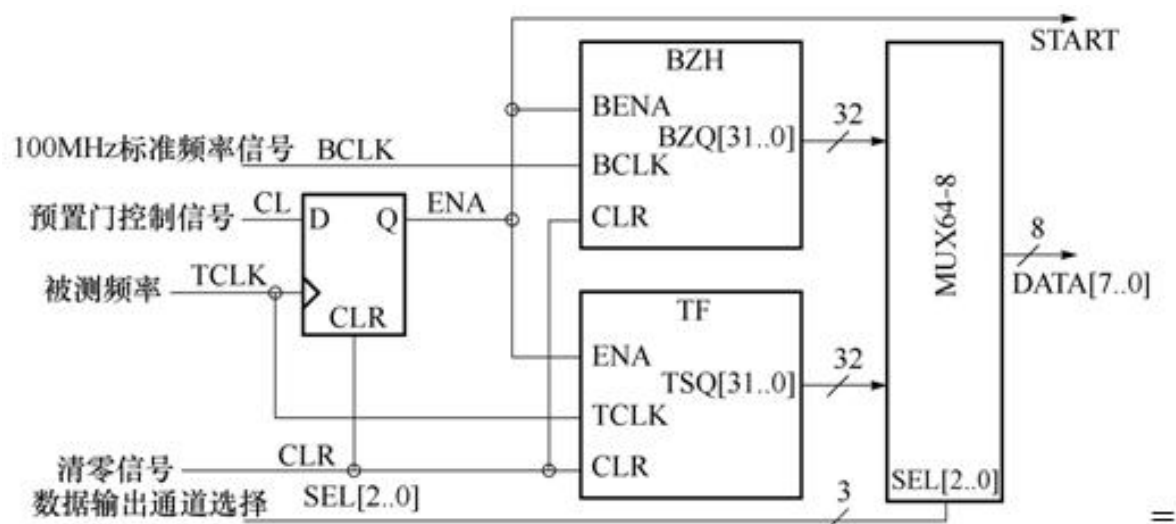 START
BZH
BENA
32
BZQ[31..0]
100MHz标准频率信号 BCLK
BCLK
MUX64-8
预置门控制信号 CL D Q ENA
CLR
8
被测频率 TCLK
DATA[7..0]
CLR
TF
ENA
32
TSQ[31..0]
TCLK
清零信号 CLR
CLR
数据输出通道选择 SEL[2..0]
SEL[2..0]
3